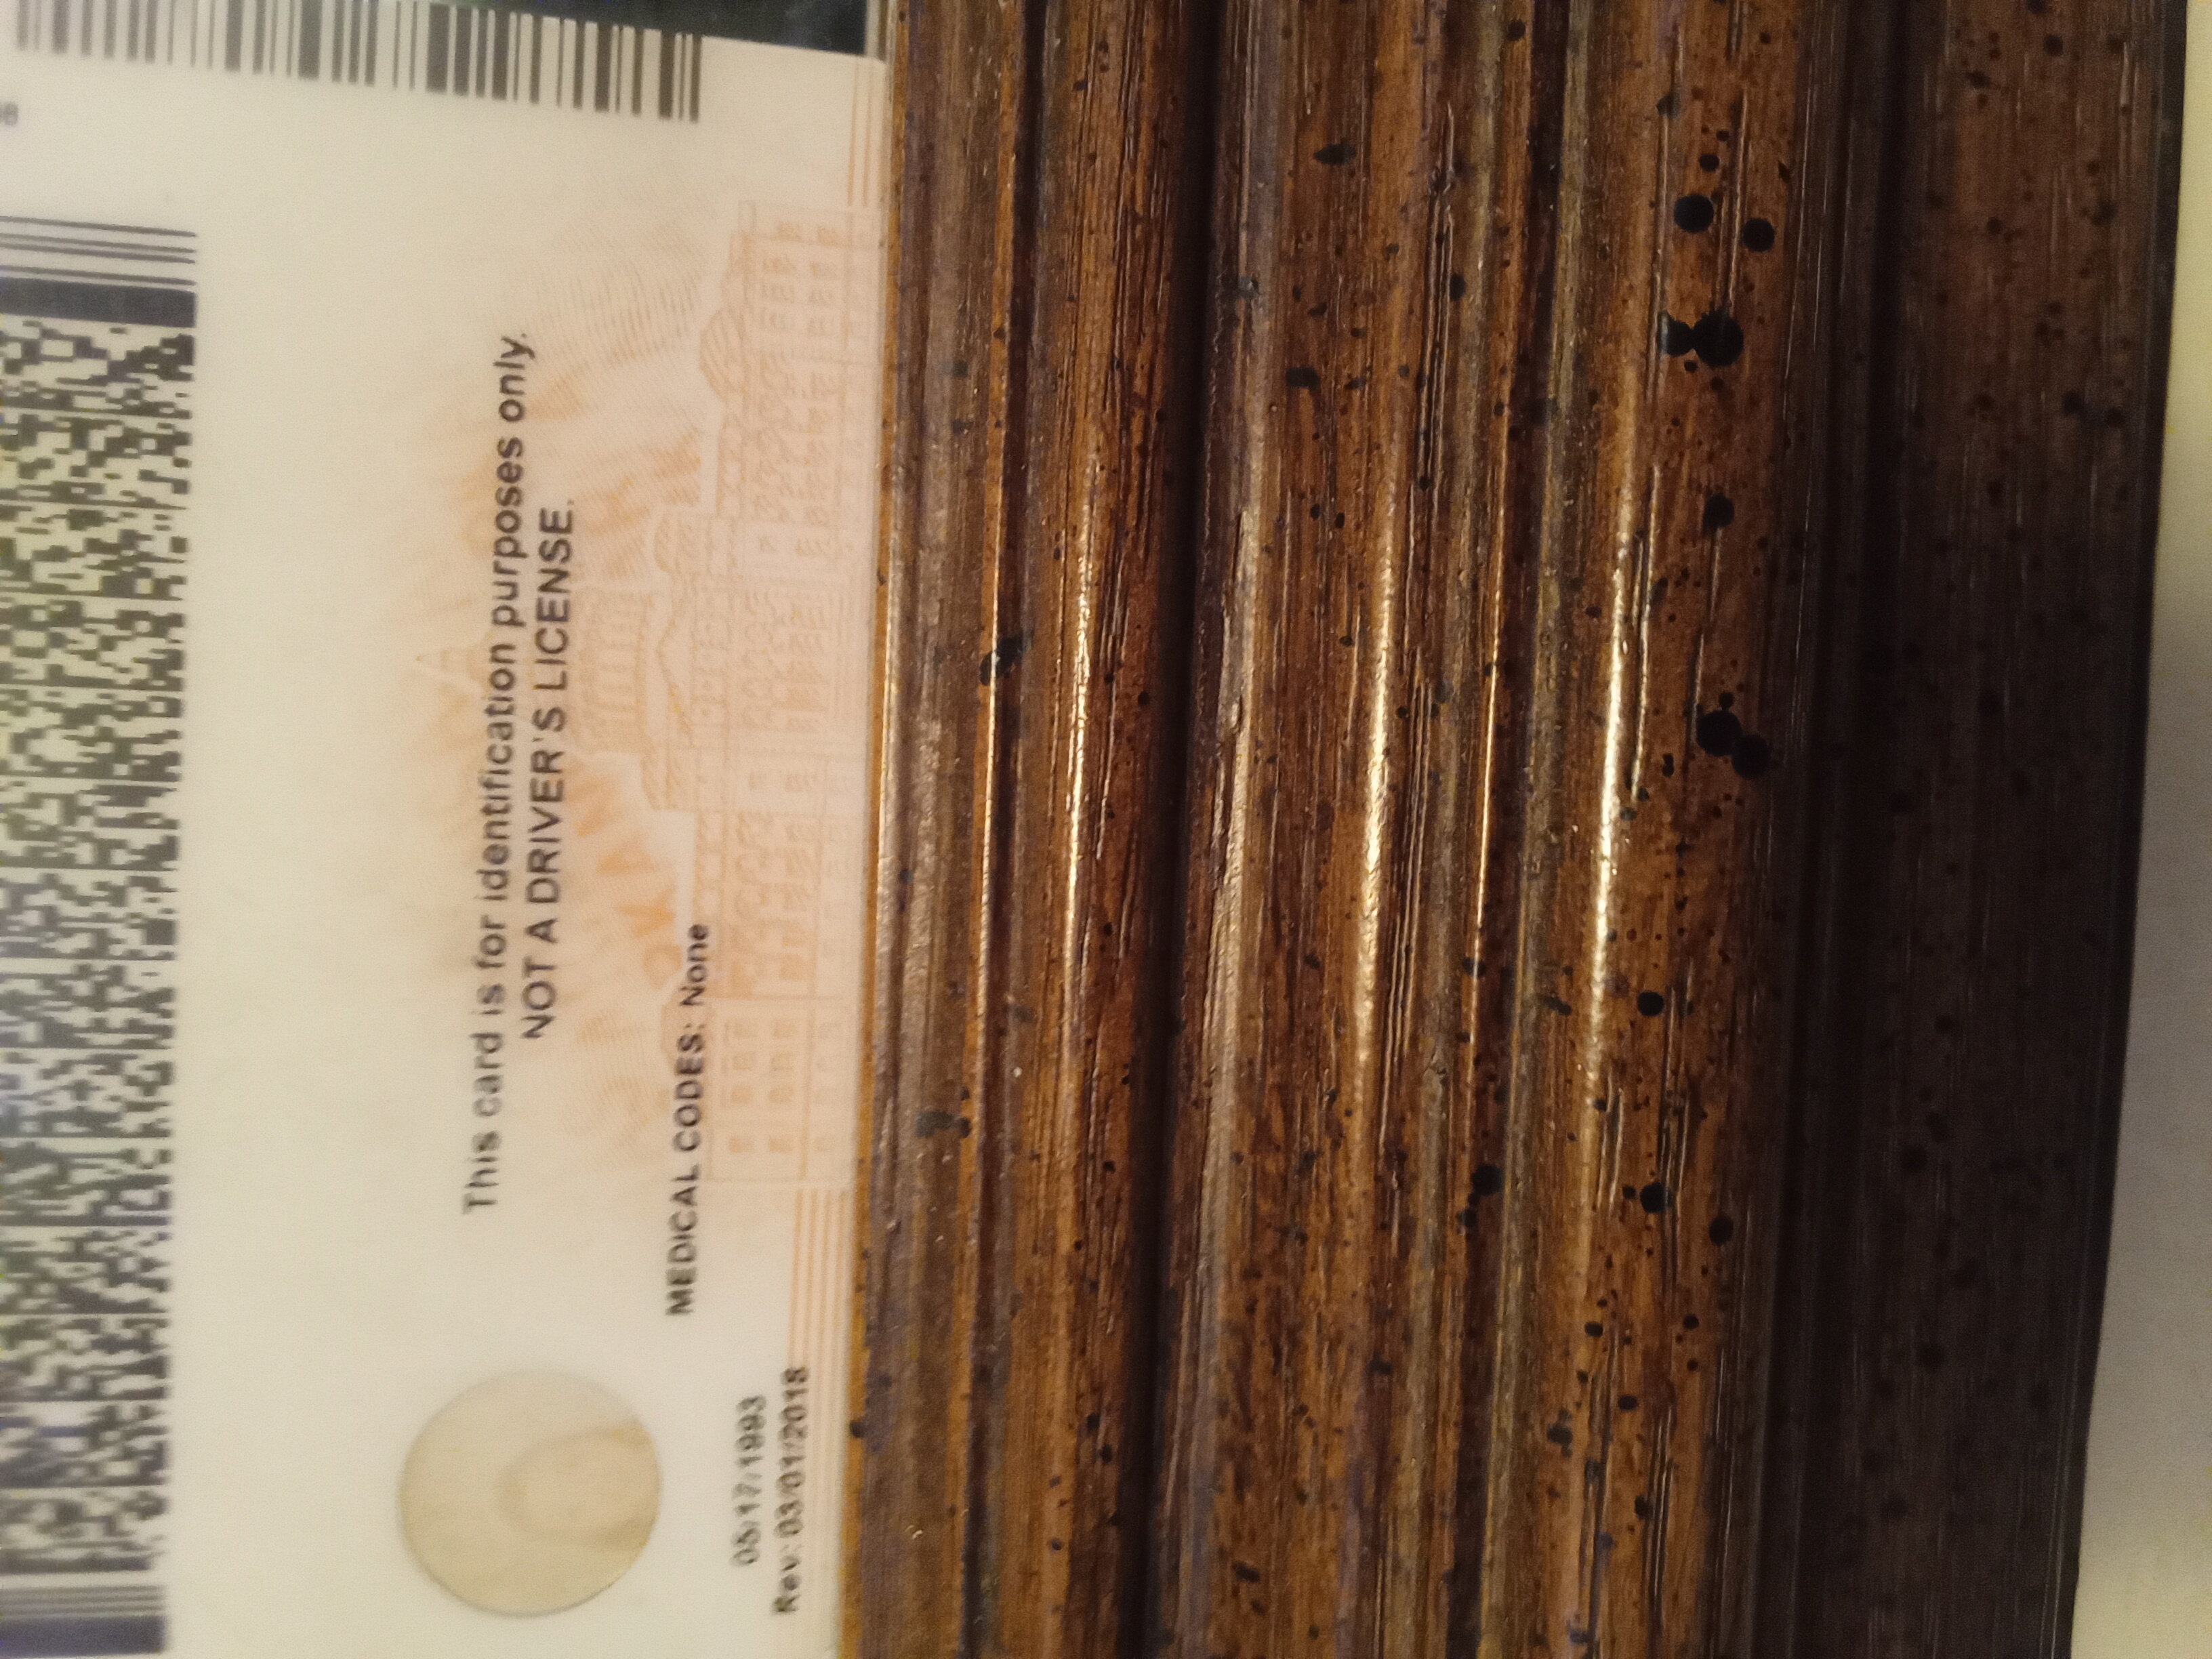 This card is for identification purposes only.
NOT A DRIVER'S LICENSE.
MEDICAL CODES: None
05/17/1993
Rev: 03/01/2018